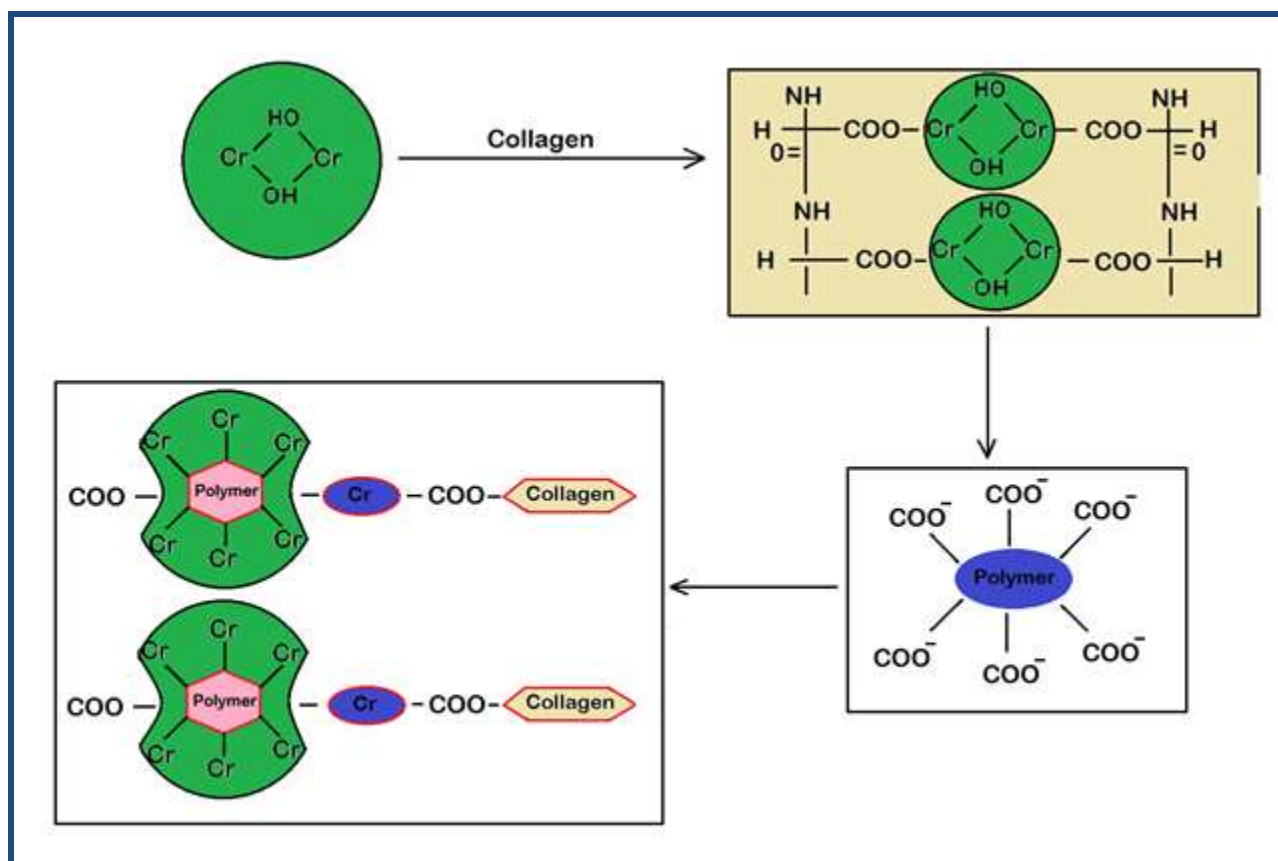 HO
Cr Cr
OH
Collagen
NH HO NH
H COO Cr Cr COO H
O= OH =O
NH HO NH
H COO Cr Cr COO H
OH
Cr
Cr Cr
COO Polymer Cr COO Collagen
Cr Cr
Cr
Cr
Cr Cr
COO Polymer Cr COO Collagen
Cr Cr
Cr
COO⁻
COO⁻ COO⁻
Polymer
COO⁻ COO⁻
COO⁻